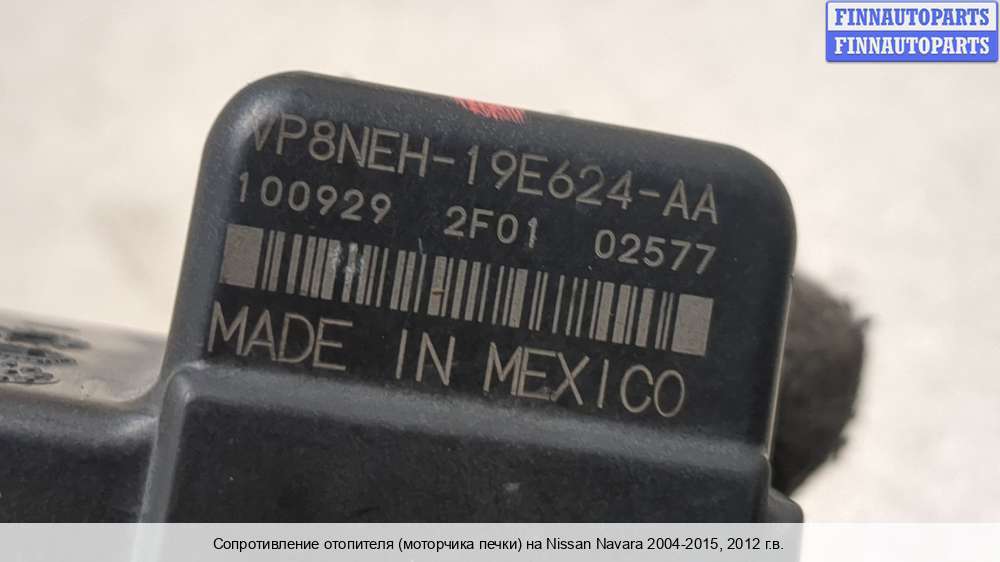 FINNAUTOPARTS
FINNAUTOPARTS
VP8NEH-19E624-AA
100929 2F01 02577
MADE IN MEXICO
Сопротивление отопителя (моторчика печки) на Nissan Navara 2004-2015, 2012 г.в.